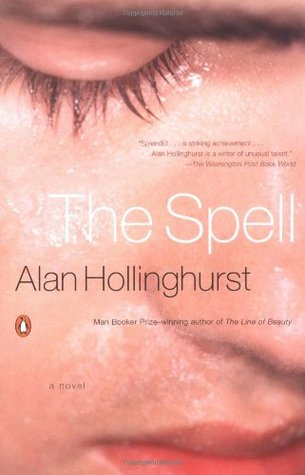 "Splendid . . . a striking achievement . . .
Alan Hollinghurst is a writer of unusual talent."
—The Washington Post Book World
The Spell
Alan Hollinghurst
Man Booker Prize–winning author of The Line of Beauty
a novel